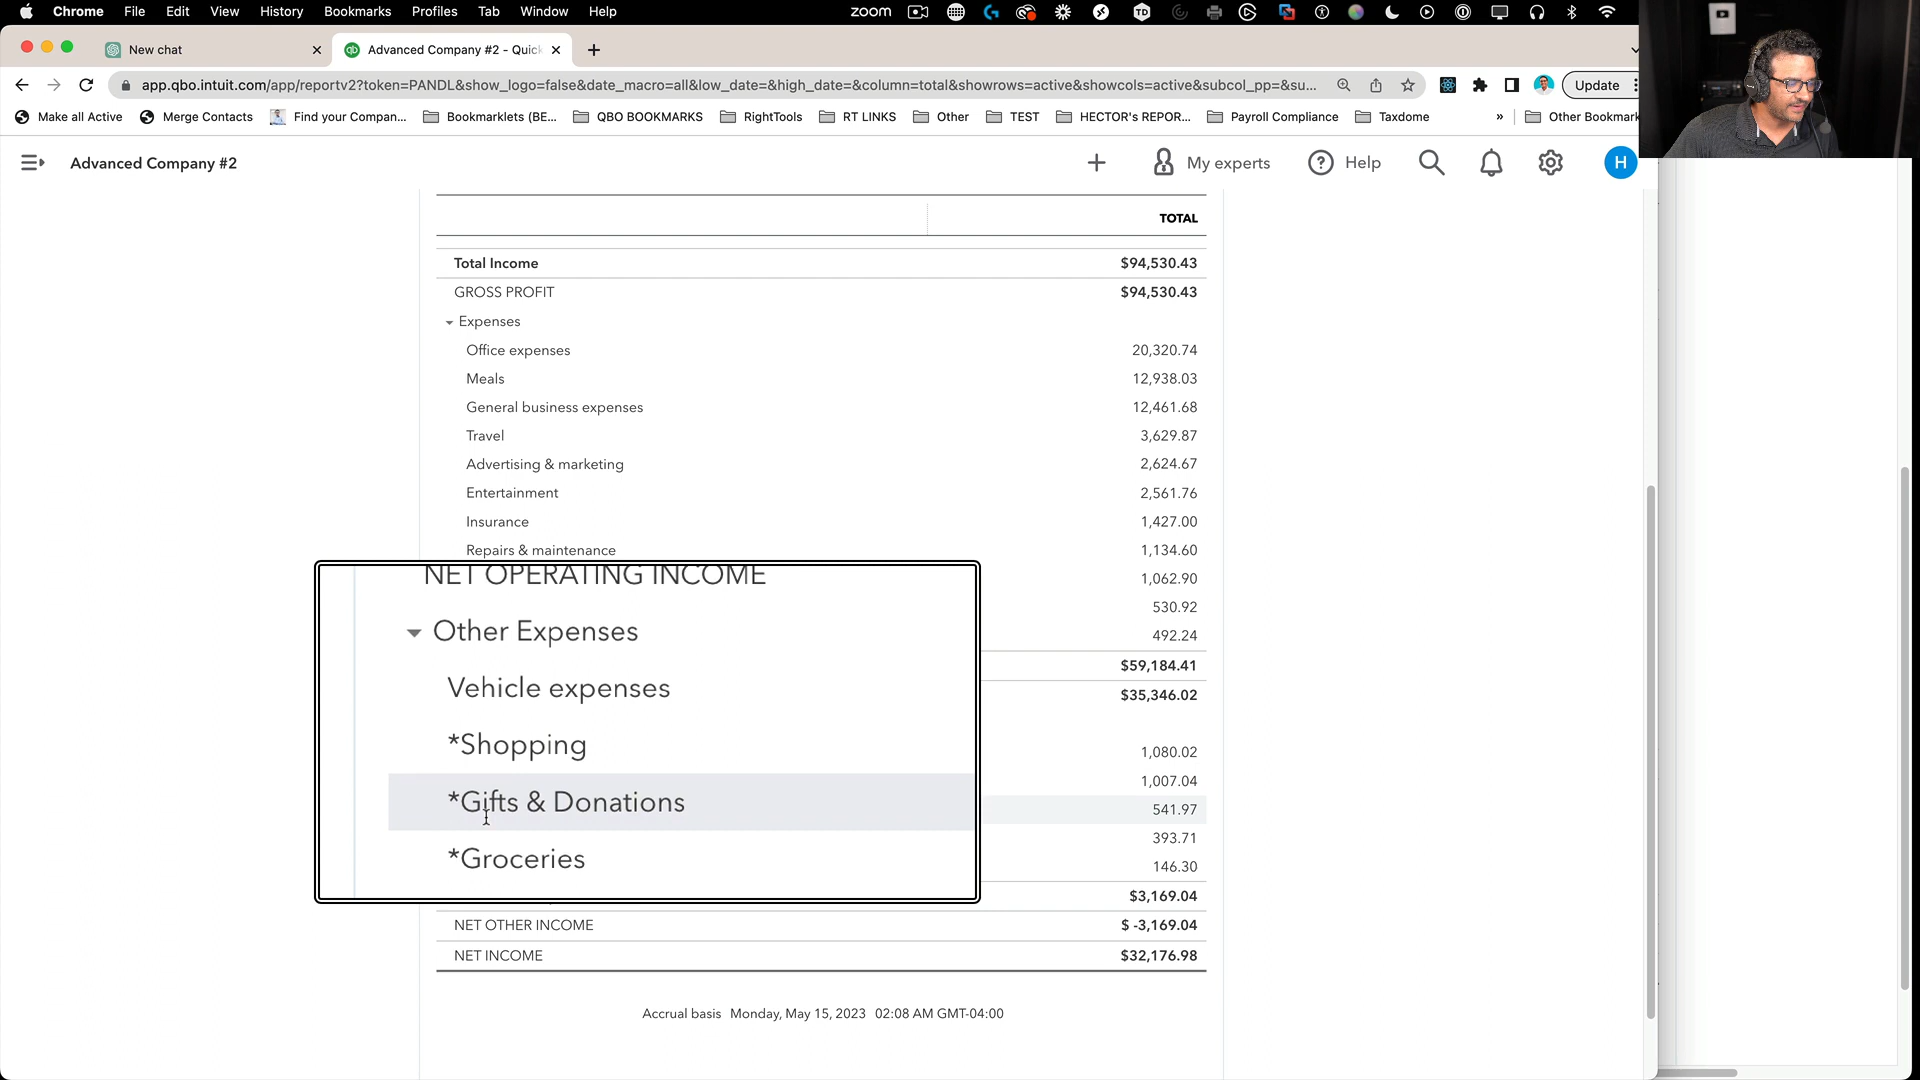 Chrome File Edit View History Bookmarks Profiles Tab Window Help zoom TD
New chat Advanced Company #2 - Quick
app.qbo.intuit.com/app/reportv2?token=PANDL&show_logo=false&date_macro=all&low_date=&high_date=&column=total&showrows=active&showcols=active&subcol_pp=&su... Update
Make all Active Merge Contacts Find your Compan... Bookmarklets (BE... QBO BOOKMARKS RightTools RT LINKS Other TEST HECTOR'S REPOR... Payroll Compliance Taxdome » Other Bookmark
Advanced Company #2 My experts Help H
TOTAL
Total Income $94,530.43
GROSS PROFIT $94,530.43
Expenses
Office expenses 20,320.74
Meals 12,938.03
General business expenses 12,461.68
Travel 3,629.87
Advertising & marketing 2,624.67
Entertainment 2,561.76
Insurance 1,427.00
Repairs & maintenance 1,134.60
NET OPERATING INCOME 1,062.90
530.92
Other Expenses 492.24
$59,184.41
Vehicle expenses $35,346.02
*Shopping 1,080.02
1,007.04
*Gifts & Donations 541.97
393.71
*Groceries 146.30
$3,169.04
NET OTHER INCOME $ -3,169.04
NET INCOME $32,176.98
Accrual basis Monday, May 15, 2023 02:08 AM GMT-04:00